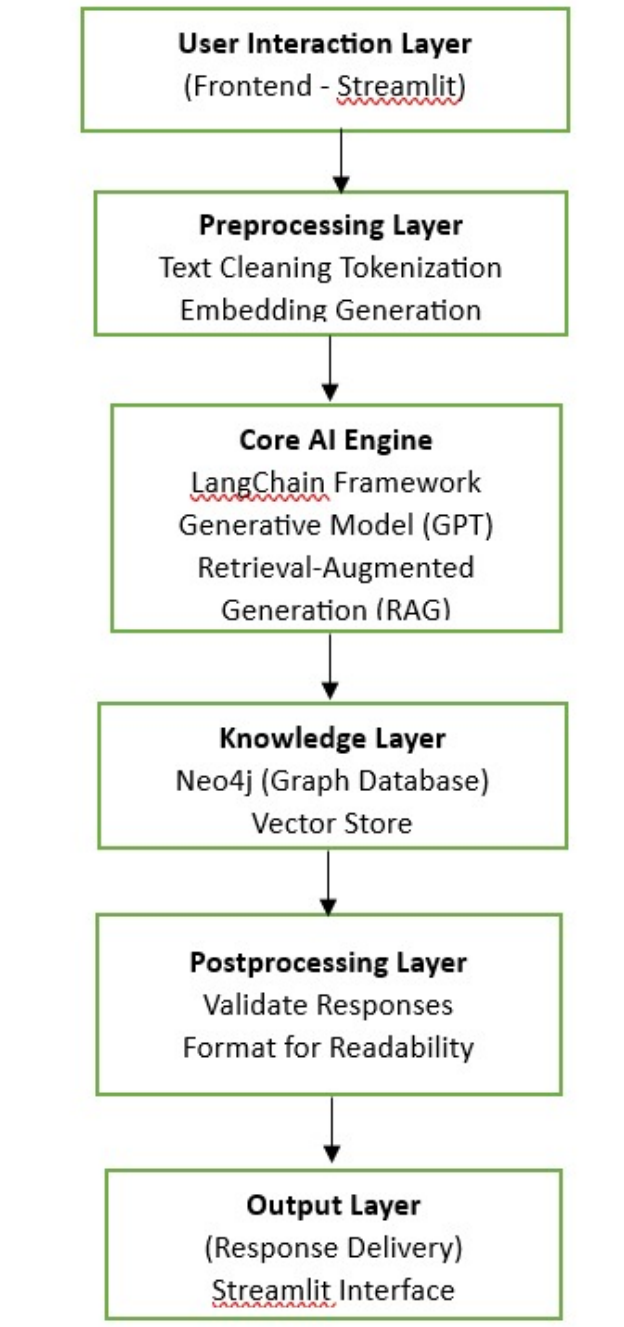 User Interaction Layer
(Frontend - Streamlit)
Preprocessing Layer
Text Cleaning Tokenization
Embedding Generation
Core AI Engine
LangChain Framework
Generative Model (GPT)
Retrieval-Augmented
Generation (RAG)
Knowledge Layer
Neo4j (Graph Database)
Vector Store
Postprocessing Layer
Validate Responses
Format for Readability
Output Layer
(Response Delivery)
Streamlit Interface